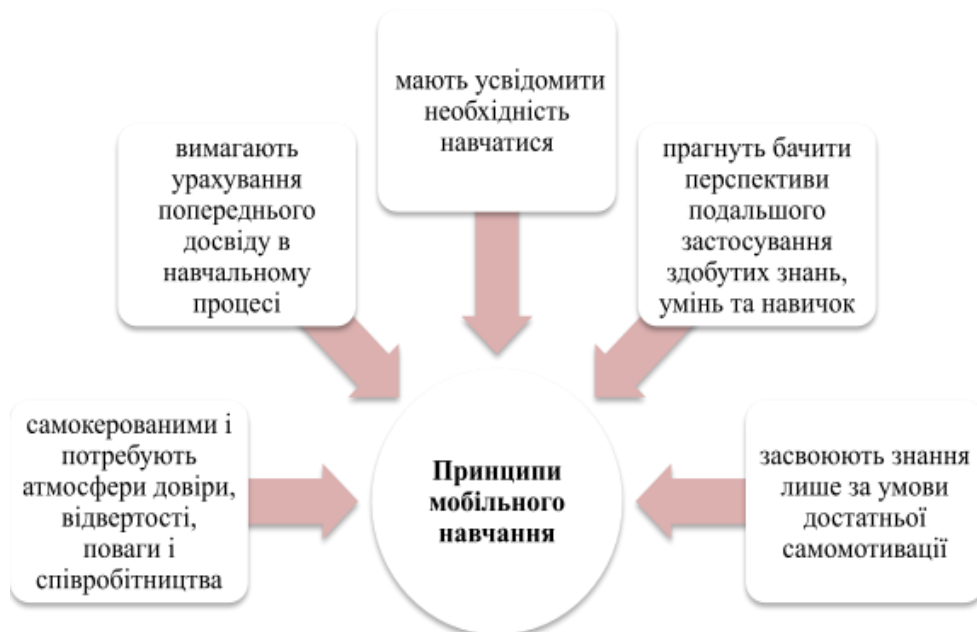 мають усвідомити
необхідність
навчатися
вимагають
урахування
попереднього
досвіду в
навчальному
процесі
прагнуть бачити
перспективи
подальшого
застосування
здобутих знань,
умінь та навичок
самокерованими і
потребують
атмосфери довіри,
відвертості,
поваги і
співробітництва
Принципи
мобільного
навчання
засвоюють знання
лише за умови
достатньої
самомотивації